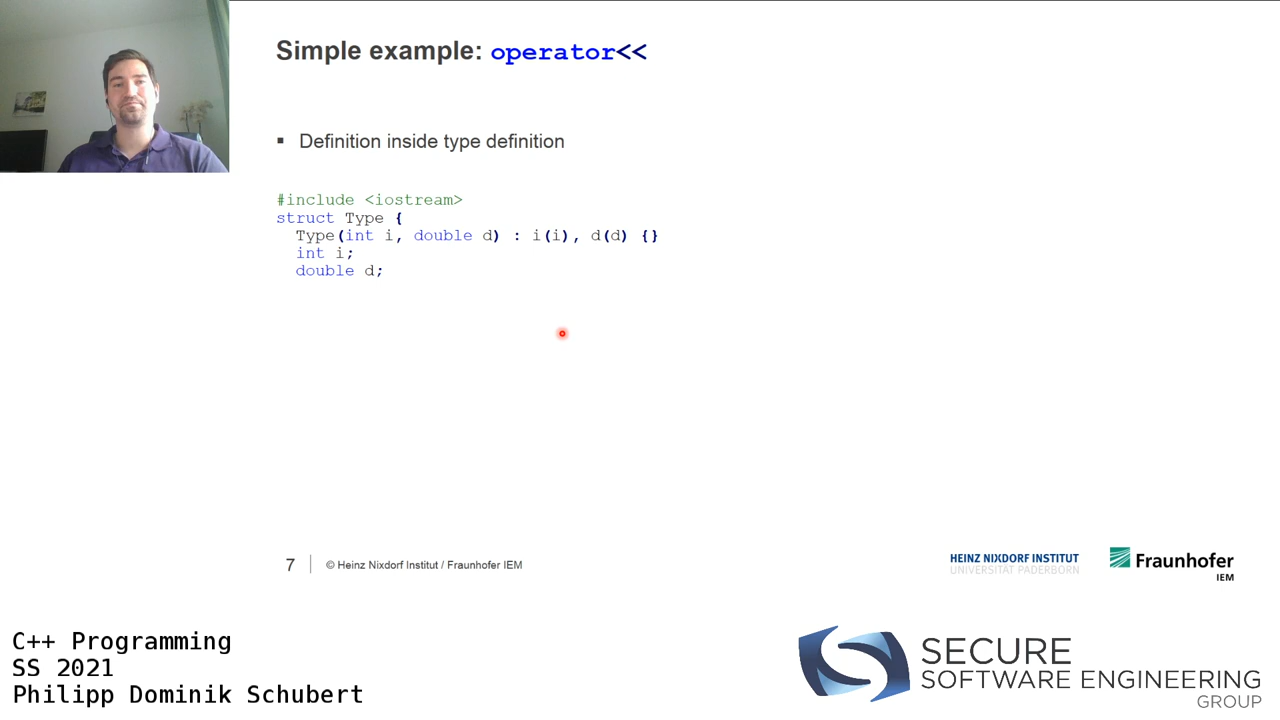 Simple example: operator<<
▪ Definition inside type definition
#include <iostream>
struct Type {
  Type(int i, double d) : i(i), d(d) {}
  int i;
  double d;
7 | © Heinz Nixdorf Institut / Fraunhofer IEM
HEINZ NIXDORF INSTITUT
UNIVERSITÄT PADERBORN
Fraunhofer
IEM
C++ Programming
SS 2021
Philipp Dominik Schubert
SECURE
SOFTWARE ENGINEERING
GROUP